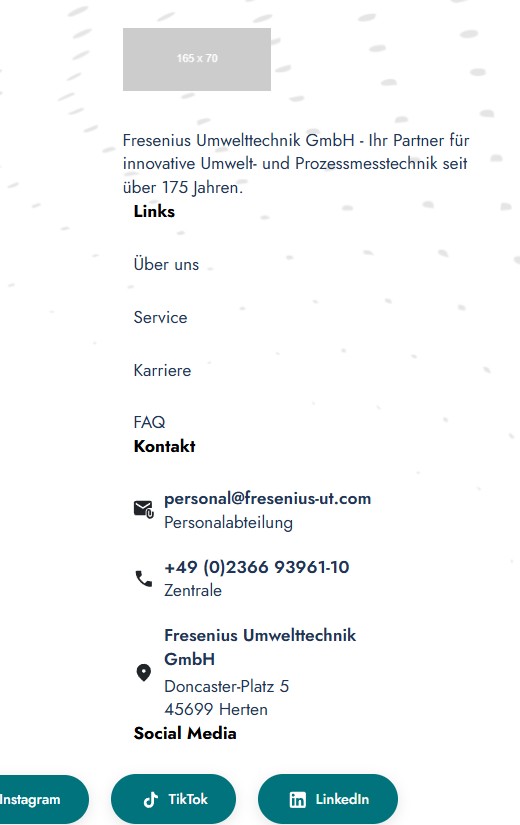 165 x 70
Fresenius Umwelttechnik GmbH - Ihr Partner für
innovative Umwelt- und Prozessmesstechnik seit
über 175 Jahren.
Links
Über uns
Service
Karriere
FAQ
Kontakt
personal@fresenius-ut.com
Personalabteilung
+49 (0)2366 93961-10
Zentrale
Fresenius Umwelttechnik
GmbH
Doncaster-Platz 5
45699 Herten
Social Media
Instagram TikTok LinkedIn